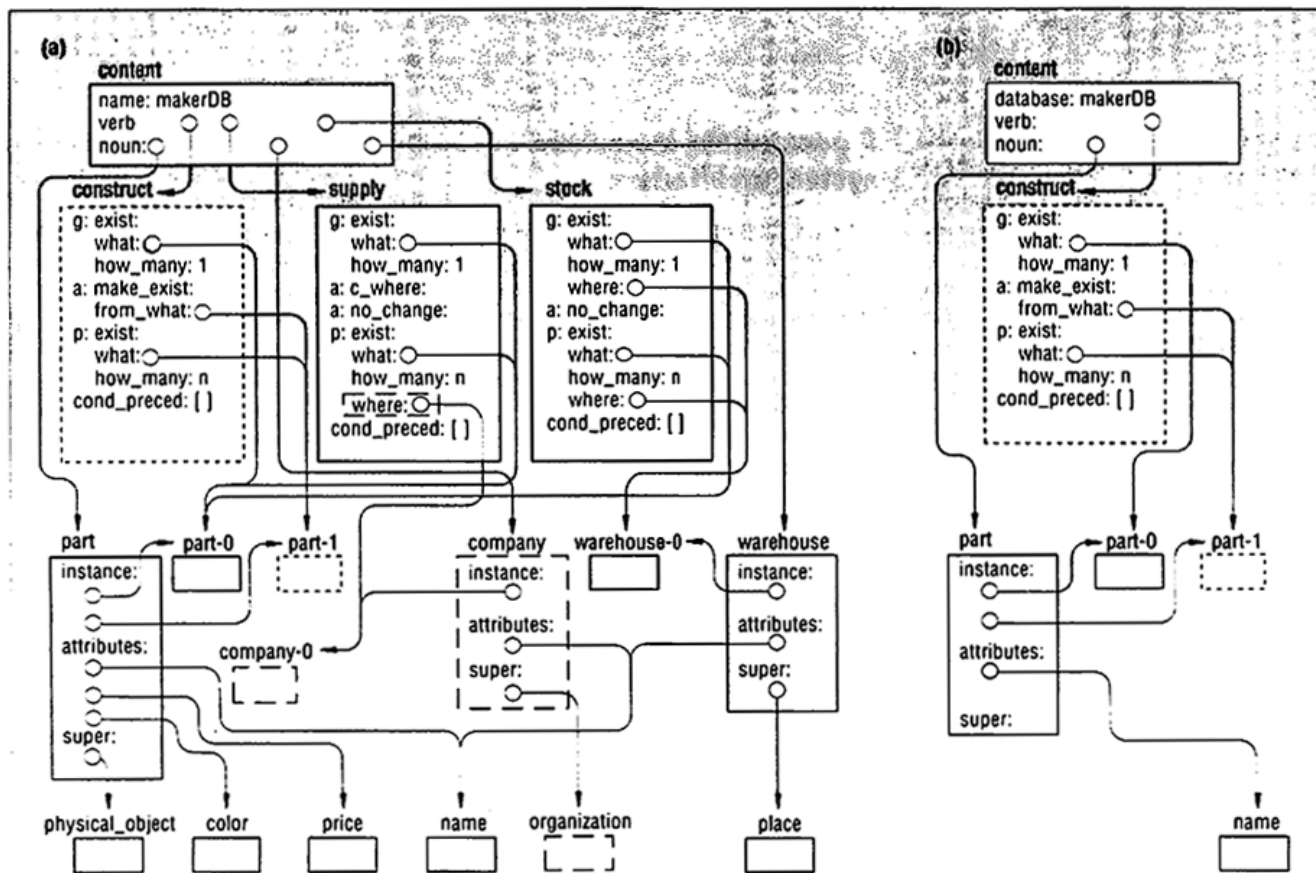 (a)
content
name: makerDB
verb
noun:
construct
g: exist:
what:
how_many: 1
a: make_exist:
from_what:
p: exist:
what:
how_many: n
cond_preced: [ ]
supply
g: exist:
what:
how_many: 1
a: c_where:
a: no_change:
p: exist:
what:
how_many: n
where:
cond_preced: [ ]
stock
g: exist:
what:
how_many: 1
where:
a: no_change:
p: exist:
what:
how_many: n
where:
cond_preced: [ ]
part
instance:
attributes:
super:
part-0
part-1
company-0
company
instance:
attributes:
super:
warehouse-0
warehouse
instance:
attributes:
super:
physical_object
color
price
name
organization
place
(b)
content
database: makerDB
verb:
noun:
construct
g: exist:
what:
how_many: 1
a: make_exist:
from_what:
p: exist:
what:
how_many: n
cond_preced: [ ]
part
instance:
attributes:
super:
part-0
part-1
name